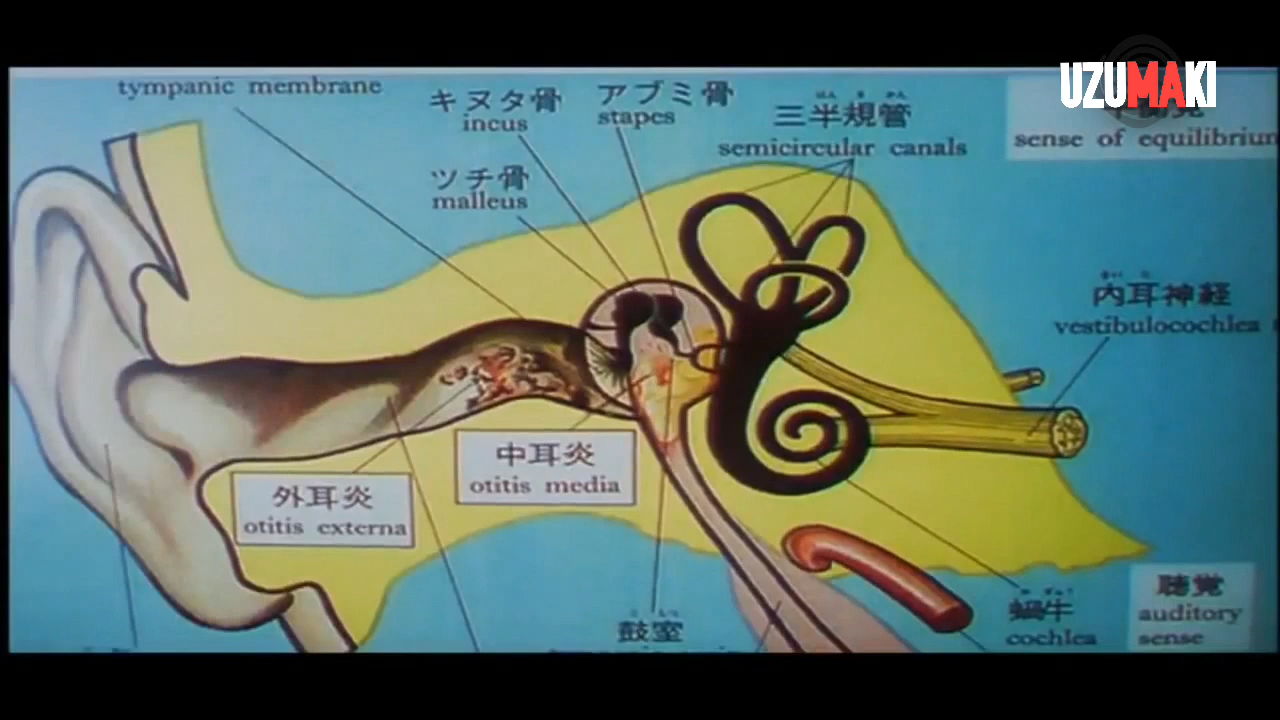 UZUMAKI
tympanic membrane
キヌタ骨
incus
アブミ骨
stapes
三半規管
semicircular canals
sense of equilibrium
ツチ骨
malleus
内耳神経
vestibulocochlea
中耳炎
otitis media
外耳炎
otitis externa
鼓室
蝸牛
cochlea
聴覚
auditory
sense